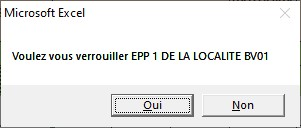 Microsoft Excel
Voulez vous verrouiller EPP 1 DE LA LOCALITE BV01
Oui
Non